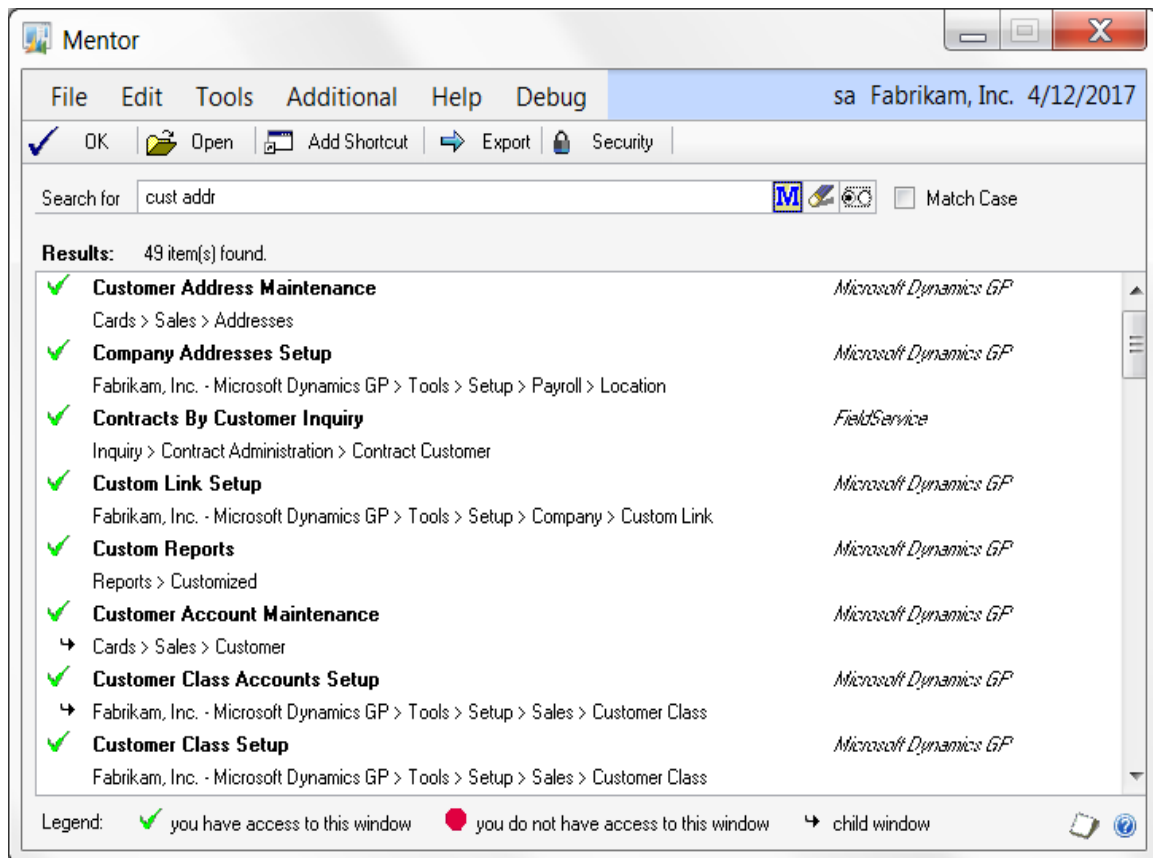 Mentor
File Edit Tools Additional Help Debug sa Fabrikam, Inc. 4/12/2017
OK Open Add Shortcut Export Security
Search for cust addr M Match Case
Results: 49 item(s) found.
Customer Address Maintenance Microsoft Dynamics GP
Cards > Sales > Addresses
Company Addresses Setup Microsoft Dynamics GP
Fabrikam, Inc. - Microsoft Dynamics GP > Tools > Setup > Payroll > Location
Contracts By Customer Inquiry FieldService
Inquiry > Contract Administration > Contract Customer
Custom Link Setup Microsoft Dynamics GP
Fabrikam, Inc. - Microsoft Dynamics GP > Tools > Setup > Company > Custom Link
Custom Reports Microsoft Dynamics GP
Reports > Customized
Customer Account Maintenance Microsoft Dynamics GP
Cards > Sales > Customer
Customer Class Accounts Setup Microsoft Dynamics GP
Fabrikam, Inc. - Microsoft Dynamics GP > Tools > Setup > Sales > Customer Class
Customer Class Setup Microsoft Dynamics GP
Fabrikam, Inc. - Microsoft Dynamics GP > Tools > Setup > Sales > Customer Class
Legend: you have access to this window you do not have access to this window child window